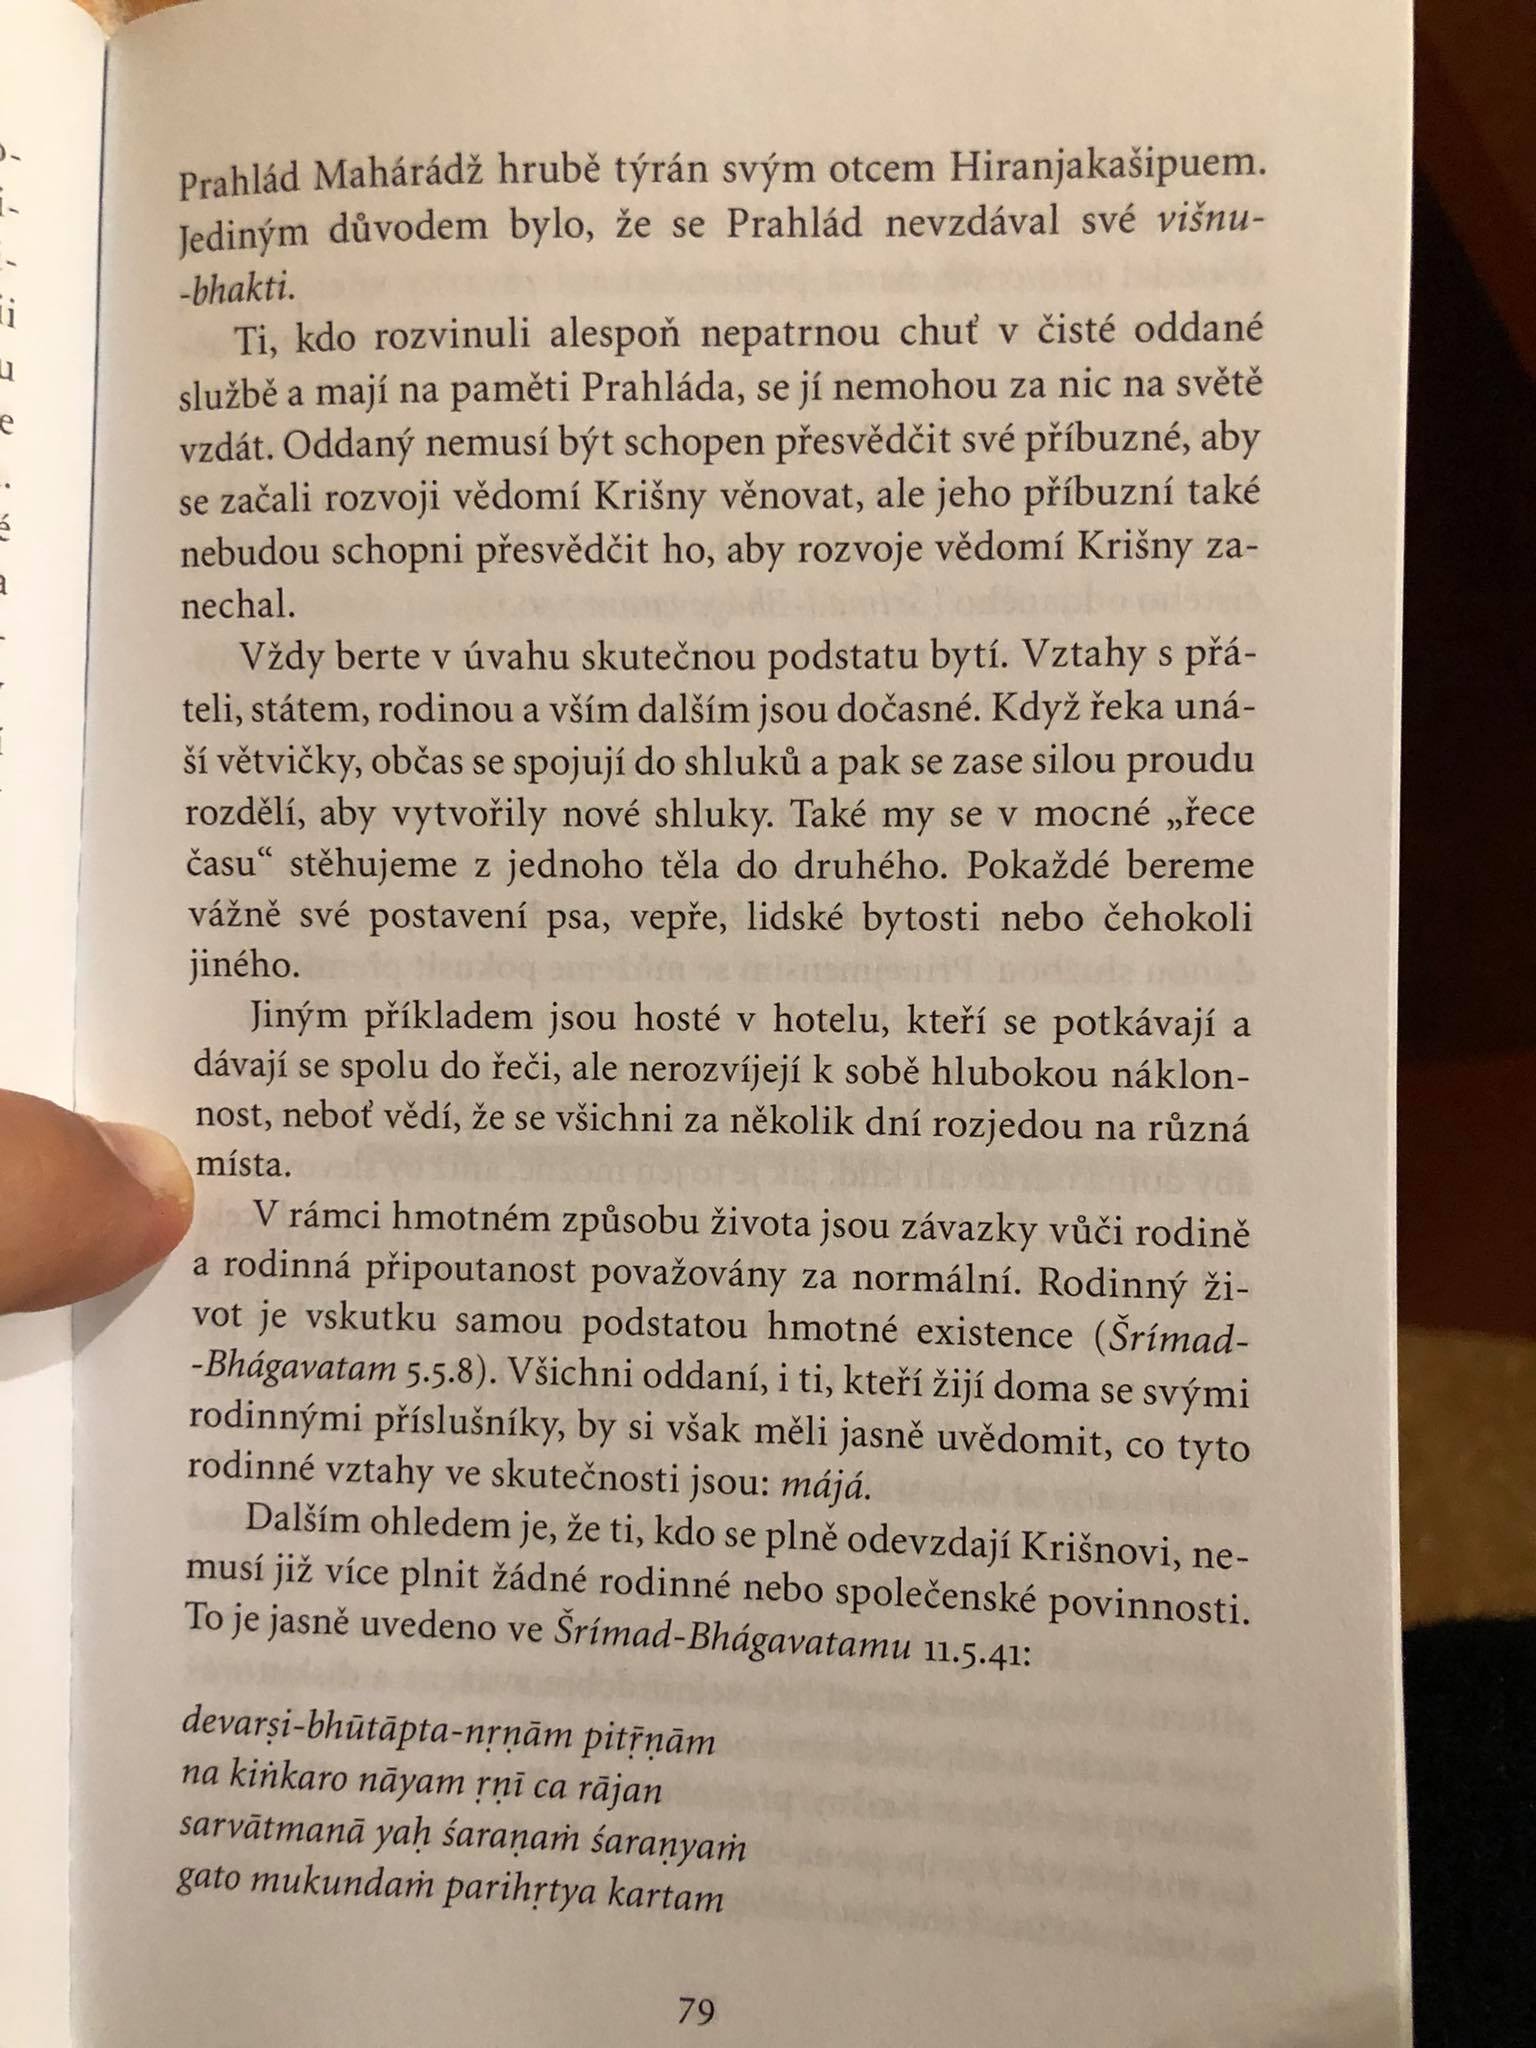 Prahlád Mahárádž hrubě týrán svým otcem Hiranjakašipuem.
Jediným důvodem bylo, že se Prahlád nevzdával své višnu-
-bhakti.
Ti, kdo rozvinuli alespoň nepatrnou chuť v čisté oddané
službě a mají na paměti Prahláda, se jí nemohou za nic na světě
vzdát. Oddaný nemusí být schopen přesvědčit své příbuzné, aby
se začali rozvoji vědomí Krišny věnovat, ale jeho příbuzní také
nebudou schopni přesvědčit ho, aby rozvoje vědomí Krišny za-
nechal.
Vždy berte v úvahu skutečnou podstatu bytí. Vztahy s přá-
teli, státem, rodinou a vším dalším jsou dočasné. Když řeka uná-
ší větvičky, občas se spojují do shluků a pak se zase silou proudu
rozdělí, aby vytvořily nové shluky. Také my se v mocné „řece
času“ stěhujeme z jednoho těla do druhého. Pokaždé bereme
vážně své postavení psa, vepře, lidské bytosti nebo čehokoli
jiného.
Jiným příkladem jsou hosté v hotelu, kteří se potkávají a
dávají se spolu do řeči, ale nerozvíjejí k sobě hlubokou náklon-
nost, neboť vědí, že se všichni za několik dní rozjedou na různá
místa.
V rámci hmotném způsobu života jsou závazky vůči rodině
a rodinná připoutanost považovány za normální. Rodinný ži-
vot je vskutku samou podstatou hmotné existence (Šrímad-
-Bhágavatam 5.5.8). Všichni oddaní, i ti, kteří žijí doma se svými
rodinnými příslušníky, by si však měli jasně uvědomit, co tyto
rodinné vztahy ve skutečnosti jsou: májá.
Dalším ohledem je, že ti, kdo se plně odevzdají Krišnovi, ne-
musí již více plnit žádné rodinné nebo společenské povinnosti.
To je jasně uvedeno ve Šrímad-Bhágavatamu 11.5.41:
devarṣi-bhūtāpta-nṛṇām pitṝṇām
na kiṅkaro nāyam ṛṇī ca rājan
sarvātmanā yaḥ śaraṇaṁ śaraṇyaṁ
gato mukundaṁ parihṛtya kartam
79